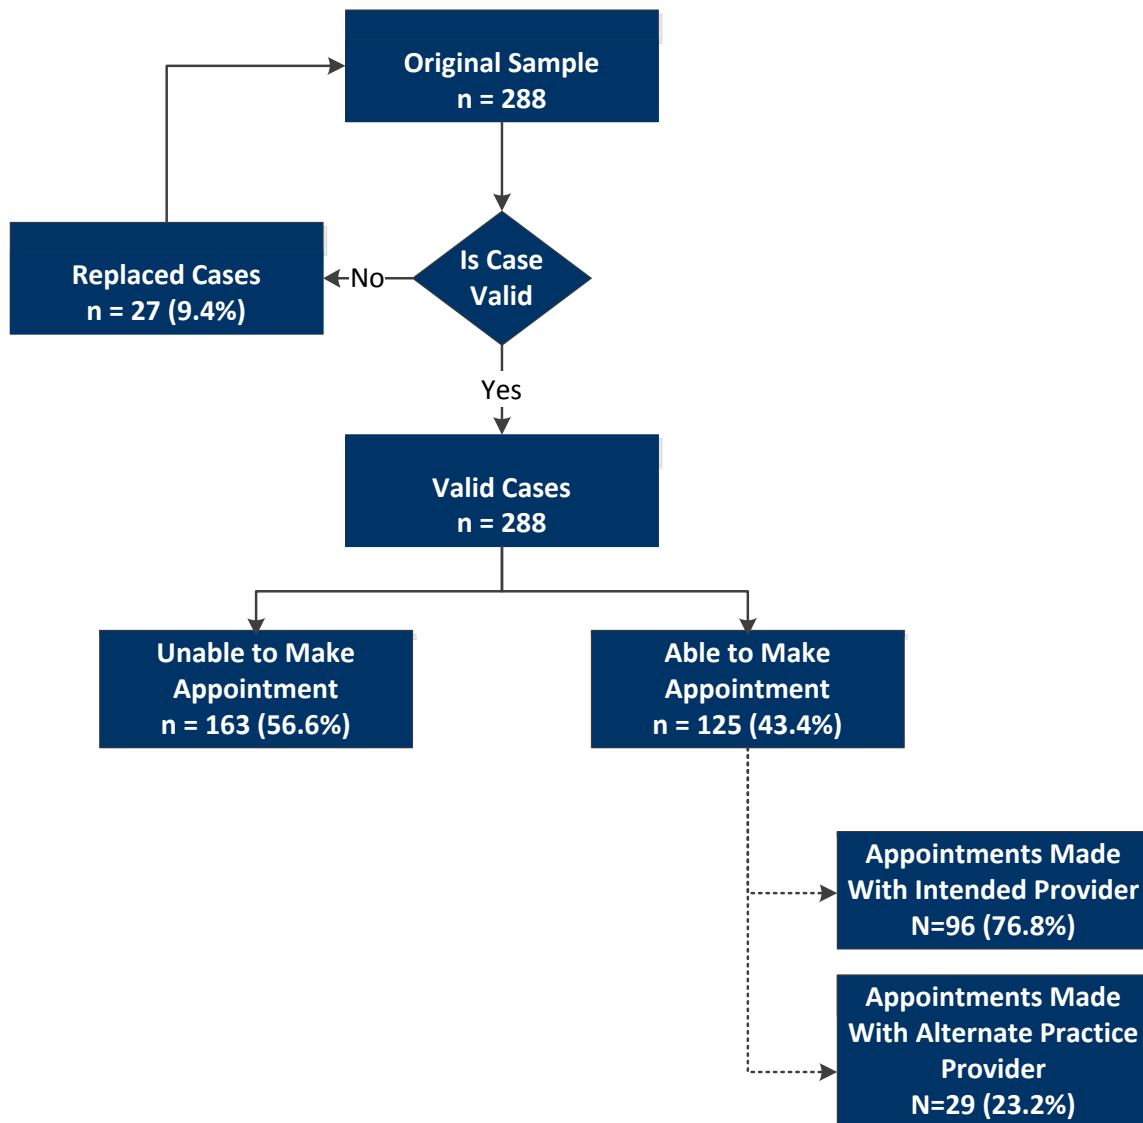 Original Sample
n = 288
Replaced Cases
n = 27 (9.4%)
No
Is Case
Valid
Yes
Valid Cases
n = 288
Unable to Make
Appointment
n = 163 (56.6%)
Able to Make
Appointment
n = 125 (43.4%)
Appointments Made
With Intended Provider
N=96 (76.8%)
Appointments Made
With Alternate Practice
Provider
N=29 (23.2%)